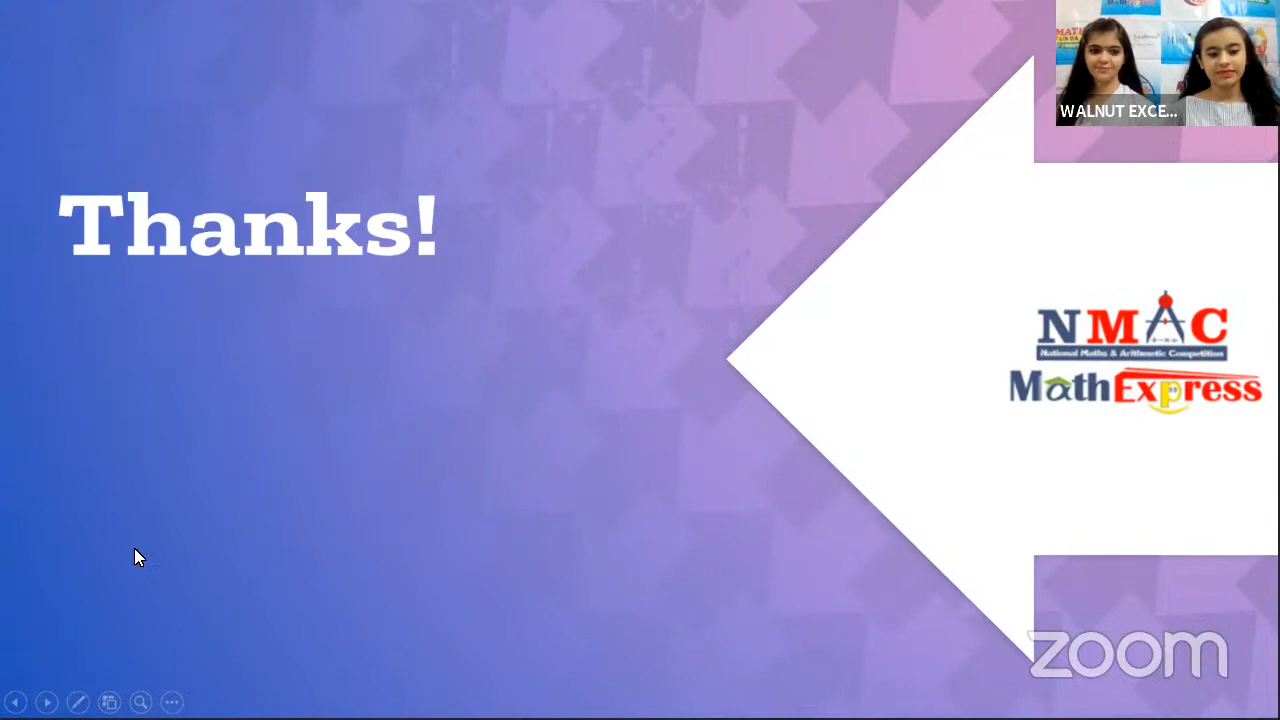 WALNUT EXCE...
Thanks!
NMAC
National Maths & Arithmetic Competition
MathExpress
zoom